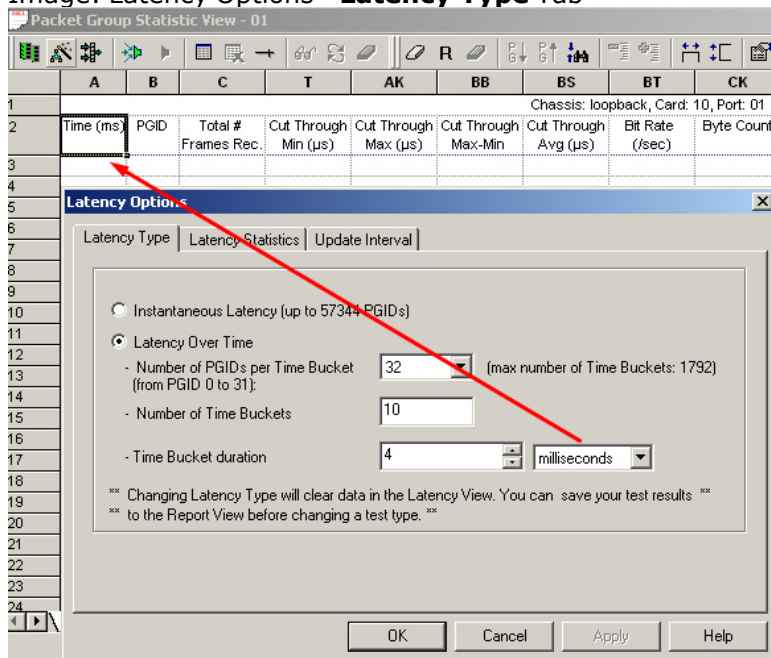 Image: Latency Options - Latency Type Tab
Packet Group Statistic View - 01
R
A B C T AK BB BS BT CK
1 Chassis: loopback, Card: 10, Port: 01
2 Time (ms) PGID Total # Frames Rec. Cut Through Min (µs) Cut Through Max (µs) Cut Through Max-Min Cut Through Avg (µs) Bit Rate (/sec) Byte Count
3
4
5
Latency Options
6
Latency Type Latency Statistics Update Interval
7
8
9
10
Instantaneous Latency (up to 57344 PGIDs)
11
Latency Over Time
12
- Number of PGIDs per Time Bucket 32 (max number of Time Buckets: 1792)
13
(from PGID 0 to 31):
14
15
- Number of Time Buckets 10
16
17
- Time Bucket duration 4 milliseconds
18
19
** Changing Latency Type will clear data in the Latency View. You can save your test results **
** to the Report View before changing a test type. **
20
21
22
23
24
OK Cancel Apply Help